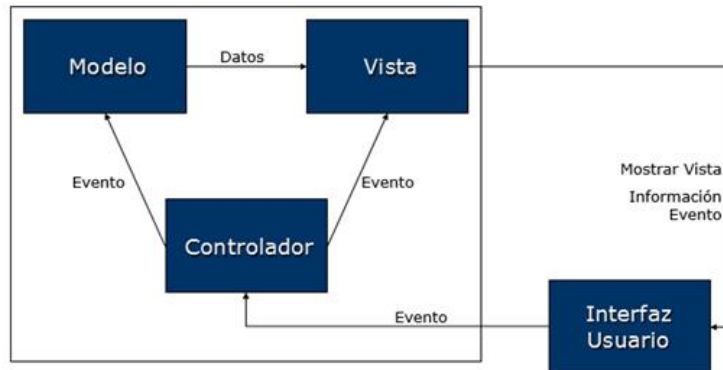 Modelo
Datos
Vista
Evento
Evento
Mostrar Vista
Información
Evento
Controlador
Evento
Interfaz
Usuario